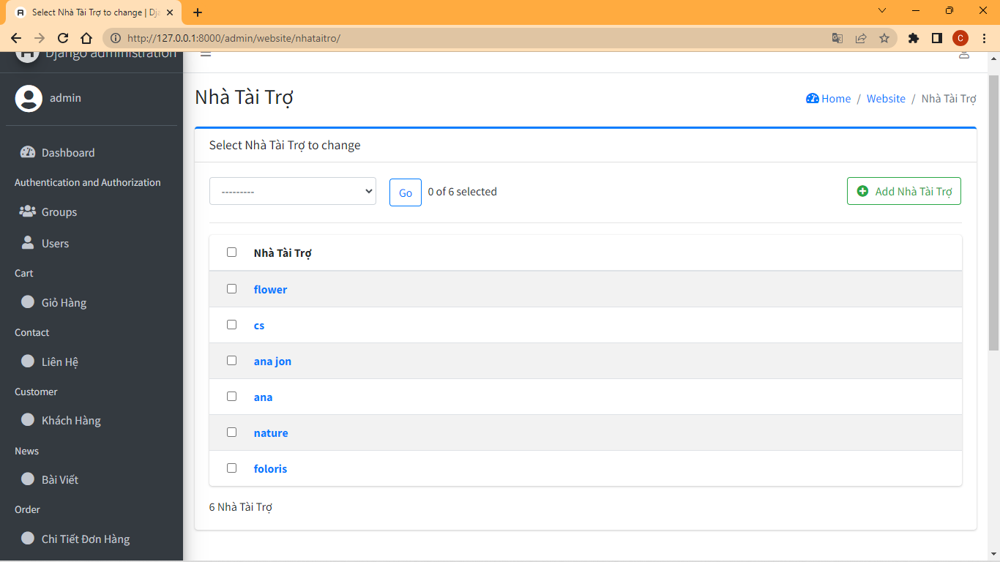 Select Nhà Tài Trợ to change | Dja
http://127.0.0.1:8000/admin/website/nhataitro/
C
Django administration
admin
Dashboard
Authentication and Authorization
Groups
Users
Cart
Giỏ Hàng
Contact
Liên Hệ
Customer
Khách Hàng
News
Bài Viết
Order
Chi Tiết Đơn Hàng
Nhà Tài Trợ
Home / Website / Nhà Tài Trợ
Select Nhà Tài Trợ to change
---------
Go
0 of 6 selected
Add Nhà Tài Trợ
Nhà Tài Trợ
flower
cs
ana jon
ana
nature
foloris
6 Nhà Tài Trợ